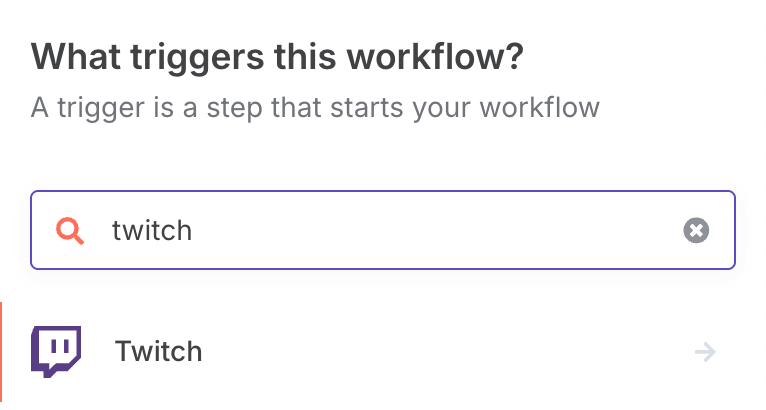 What triggers this workflow?
A trigger is a step that starts your workflow
twitch
Twitch